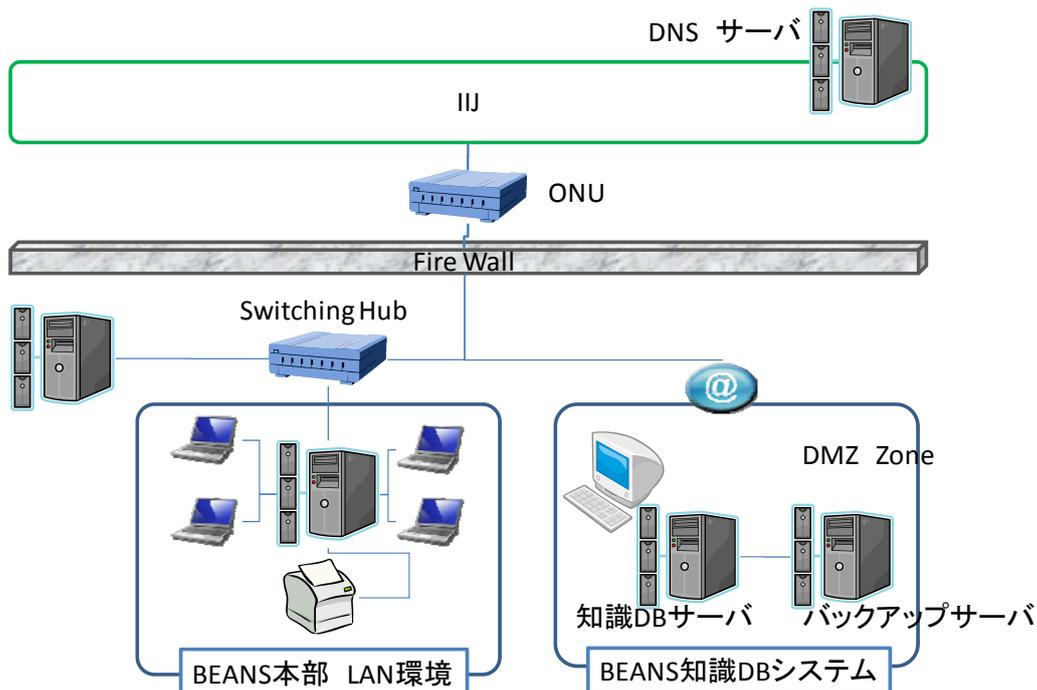 DNS サーバ
IIJ
ONU
Fire Wall
Switching Hub
@
DMZ Zone
知識DBサーバ
バックアップサーバ
BEANS本部 LAN環境
BEANS知識DBシステム